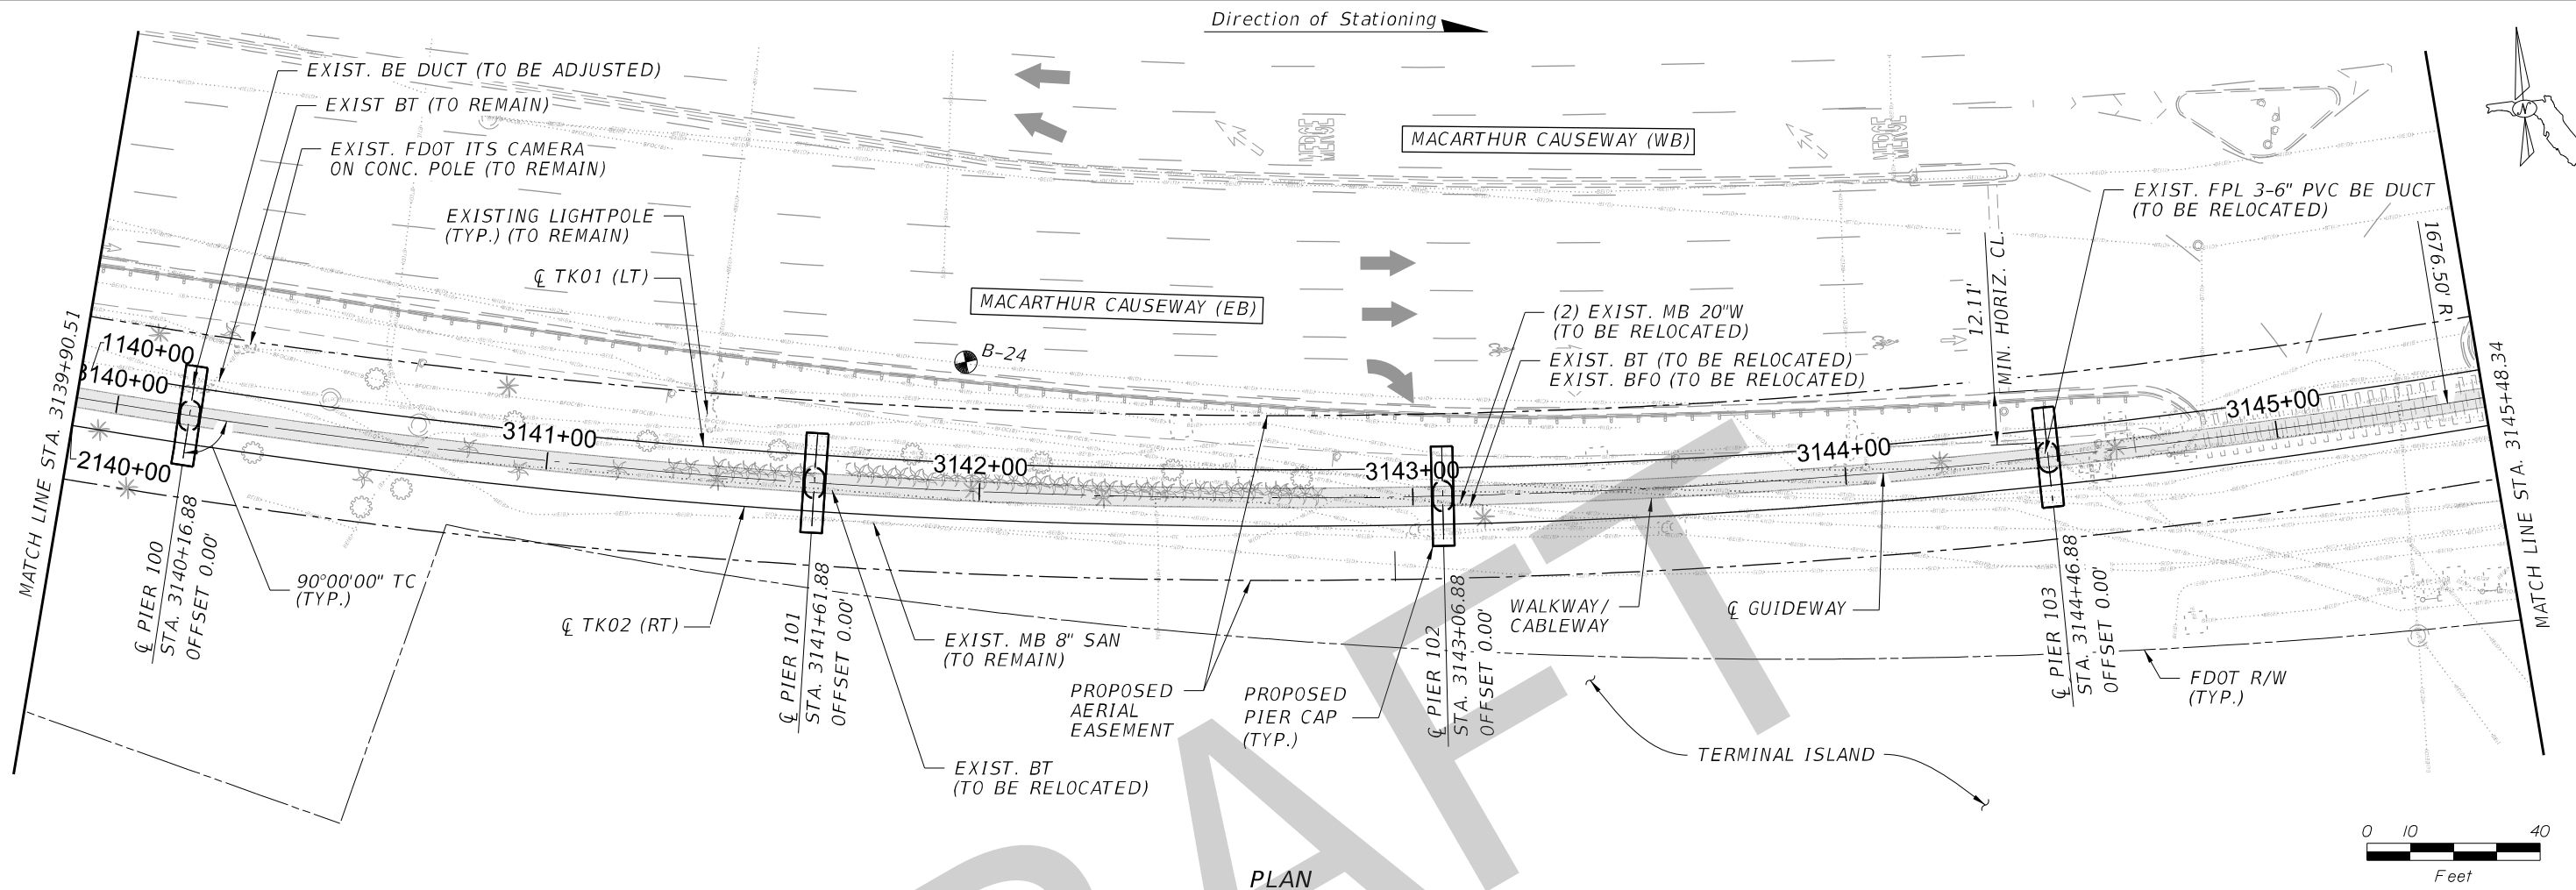 Direction of Stationing
EXIST. BE DUCT (TO BE ADJUSTED)
EXIST BT (TO REMAIN)
EXIST. FDOT ITS CAMERA
ON CONC. POLE (TO REMAIN)
EXISTING LIGHTPOLE
(TYP.) (TO REMAIN)
℄ TK01 (LT)
MERGE
MERGE
MACARTHUR CAUSEWAY (WB)
MACARTHUR CAUSEWAY (EB)
B-24
EXIST. FPL 3-6" PVC BE DUCT
(TO BE RELOCATED)
1676.50' R
12.11'
MIN. HORIZ. CL.
(2) EXIST. MB 20"W
(TO BE RELOCATED)
EXIST. BT (TO BE RELOCATED)
EXIST. BFO (TO BE RELOCATED)
N
MATCH LINE STA. 3139+90.51
1140+00
3140+00
2140+00
3141+00
3142+00
3143+00
3144+00
3145+00
MATCH LINE STA. 3145+48.34
℄ PIER 100
STA. 3140+16.88
OFFSET 0.00'
90°00'00" TC
(TYP.)
℄ TK02 (RT)
℄ PIER 101
STA. 3141+61.88
OFFSET 0.00'
EXIST. MB 8" SAN
(TO REMAIN)
EXIST. BT
(TO BE RELOCATED)
PROPOSED
AERIAL
EASEMENT
PROPOSED
PIER CAP
(TYP.)
℄ PIER 102
STA. 3143+06.88
OFFSET 0.00'
WALKWAY/
CABLEWAY
℄ GUIDEWAY
℄ PIER 103
STA. 3144+46.88
OFFSET 0.00'
FDOT R/W
(TYP.)
TERMINAL ISLAND
DRAFT
0 10 40
Feet
PLAN